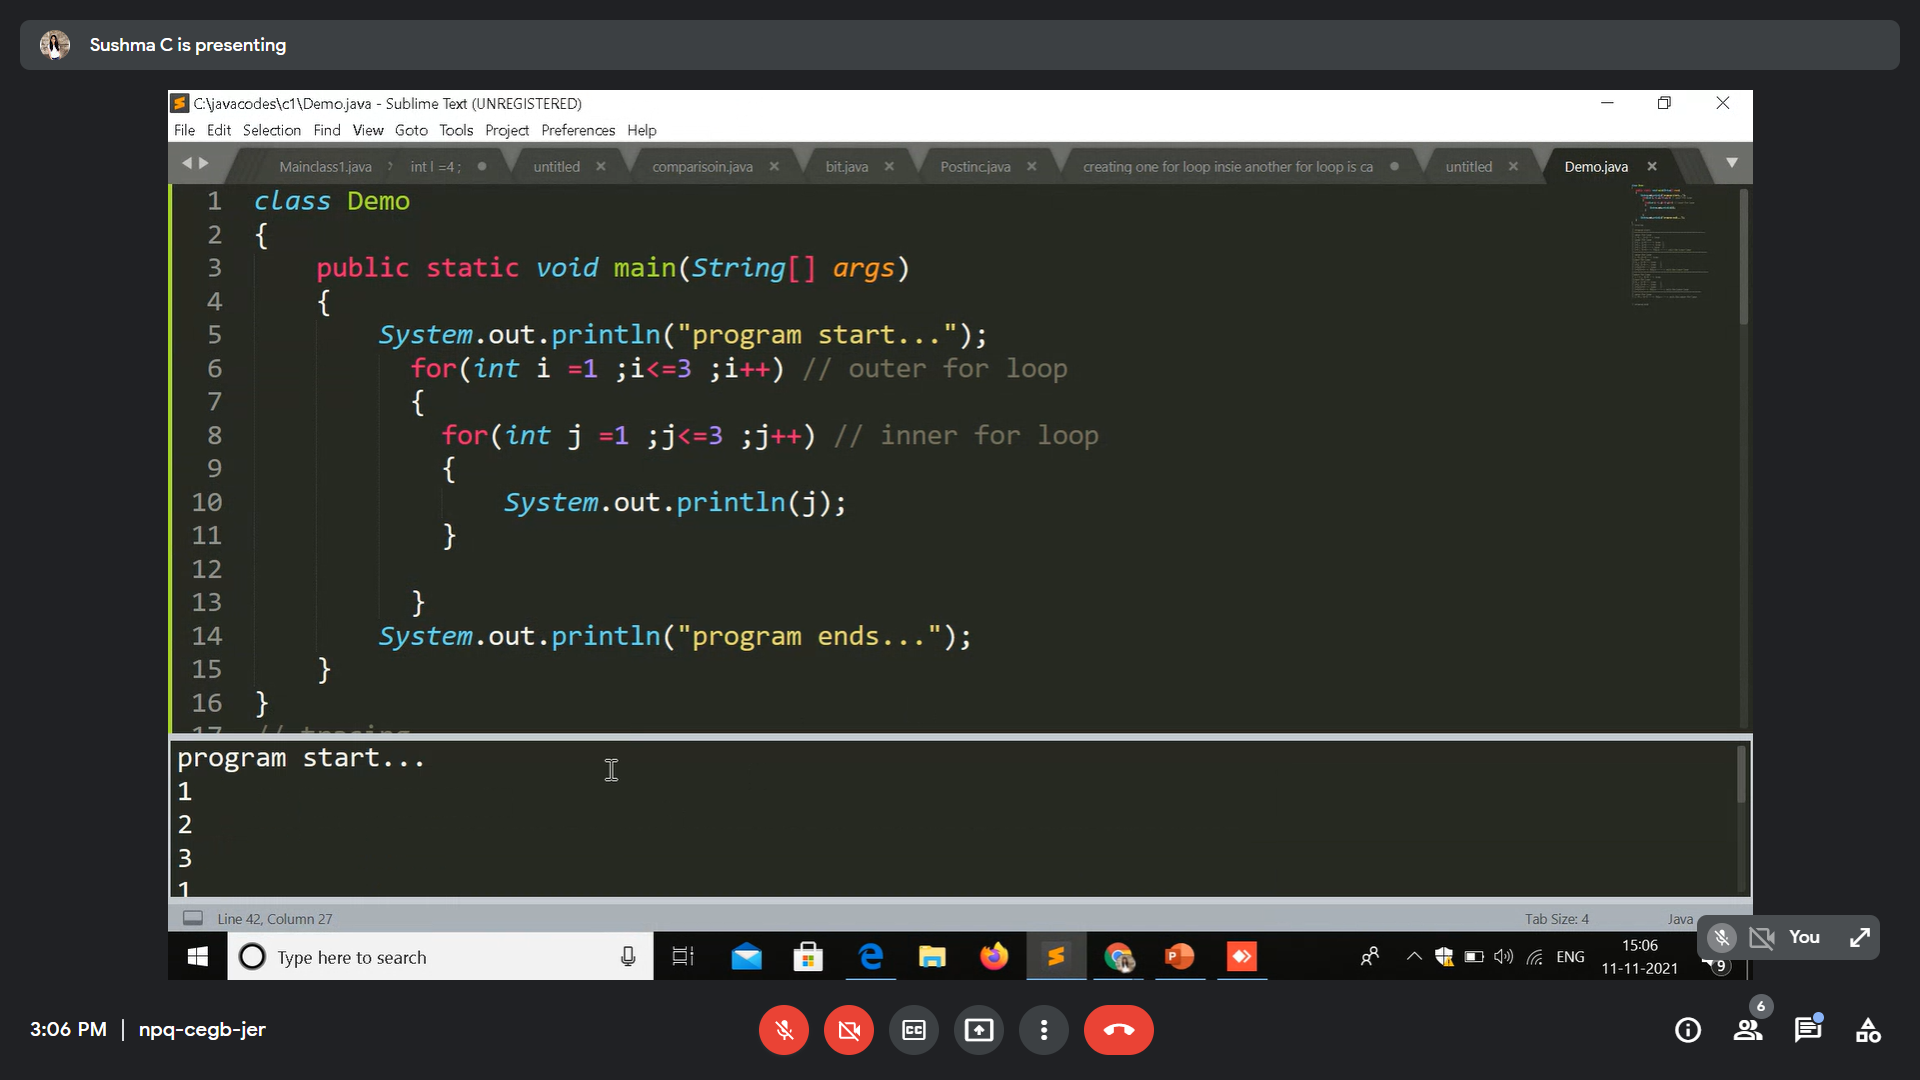 Sushma C is presenting
C:\javacodes\c1\Demo.java - Sublime Text (UNREGISTERED)
File Edit Selection Find View Goto Tools Project Preferences Help
Mainclass1.java int l =4 ; untitled comparisoin.java bit.java Postinc.java creating one for loop insie another for loop is ca untitled Demo.java
1 class Demo
2 {
3 public static void main(String[] args)
4 {
5 System.out.println("program start...");
6 for(int i =1 ;i<=3 ;i++) // outer for loop
7 {
8 for(int j =1 ;j<=3 ;j++) // inner for loop
9 {
10 System.out.println(j);
11 }
12
13 }
14 System.out.println("program ends...");
15 }
16 }
17 // tracing
program start...
1
2
3
1
Line 42, Column 27 Tab Size: 4 Java
You
Type here to search ENG 15:06
11-11-2021 9
3:06 PM | npq-cegb-jer CC 6